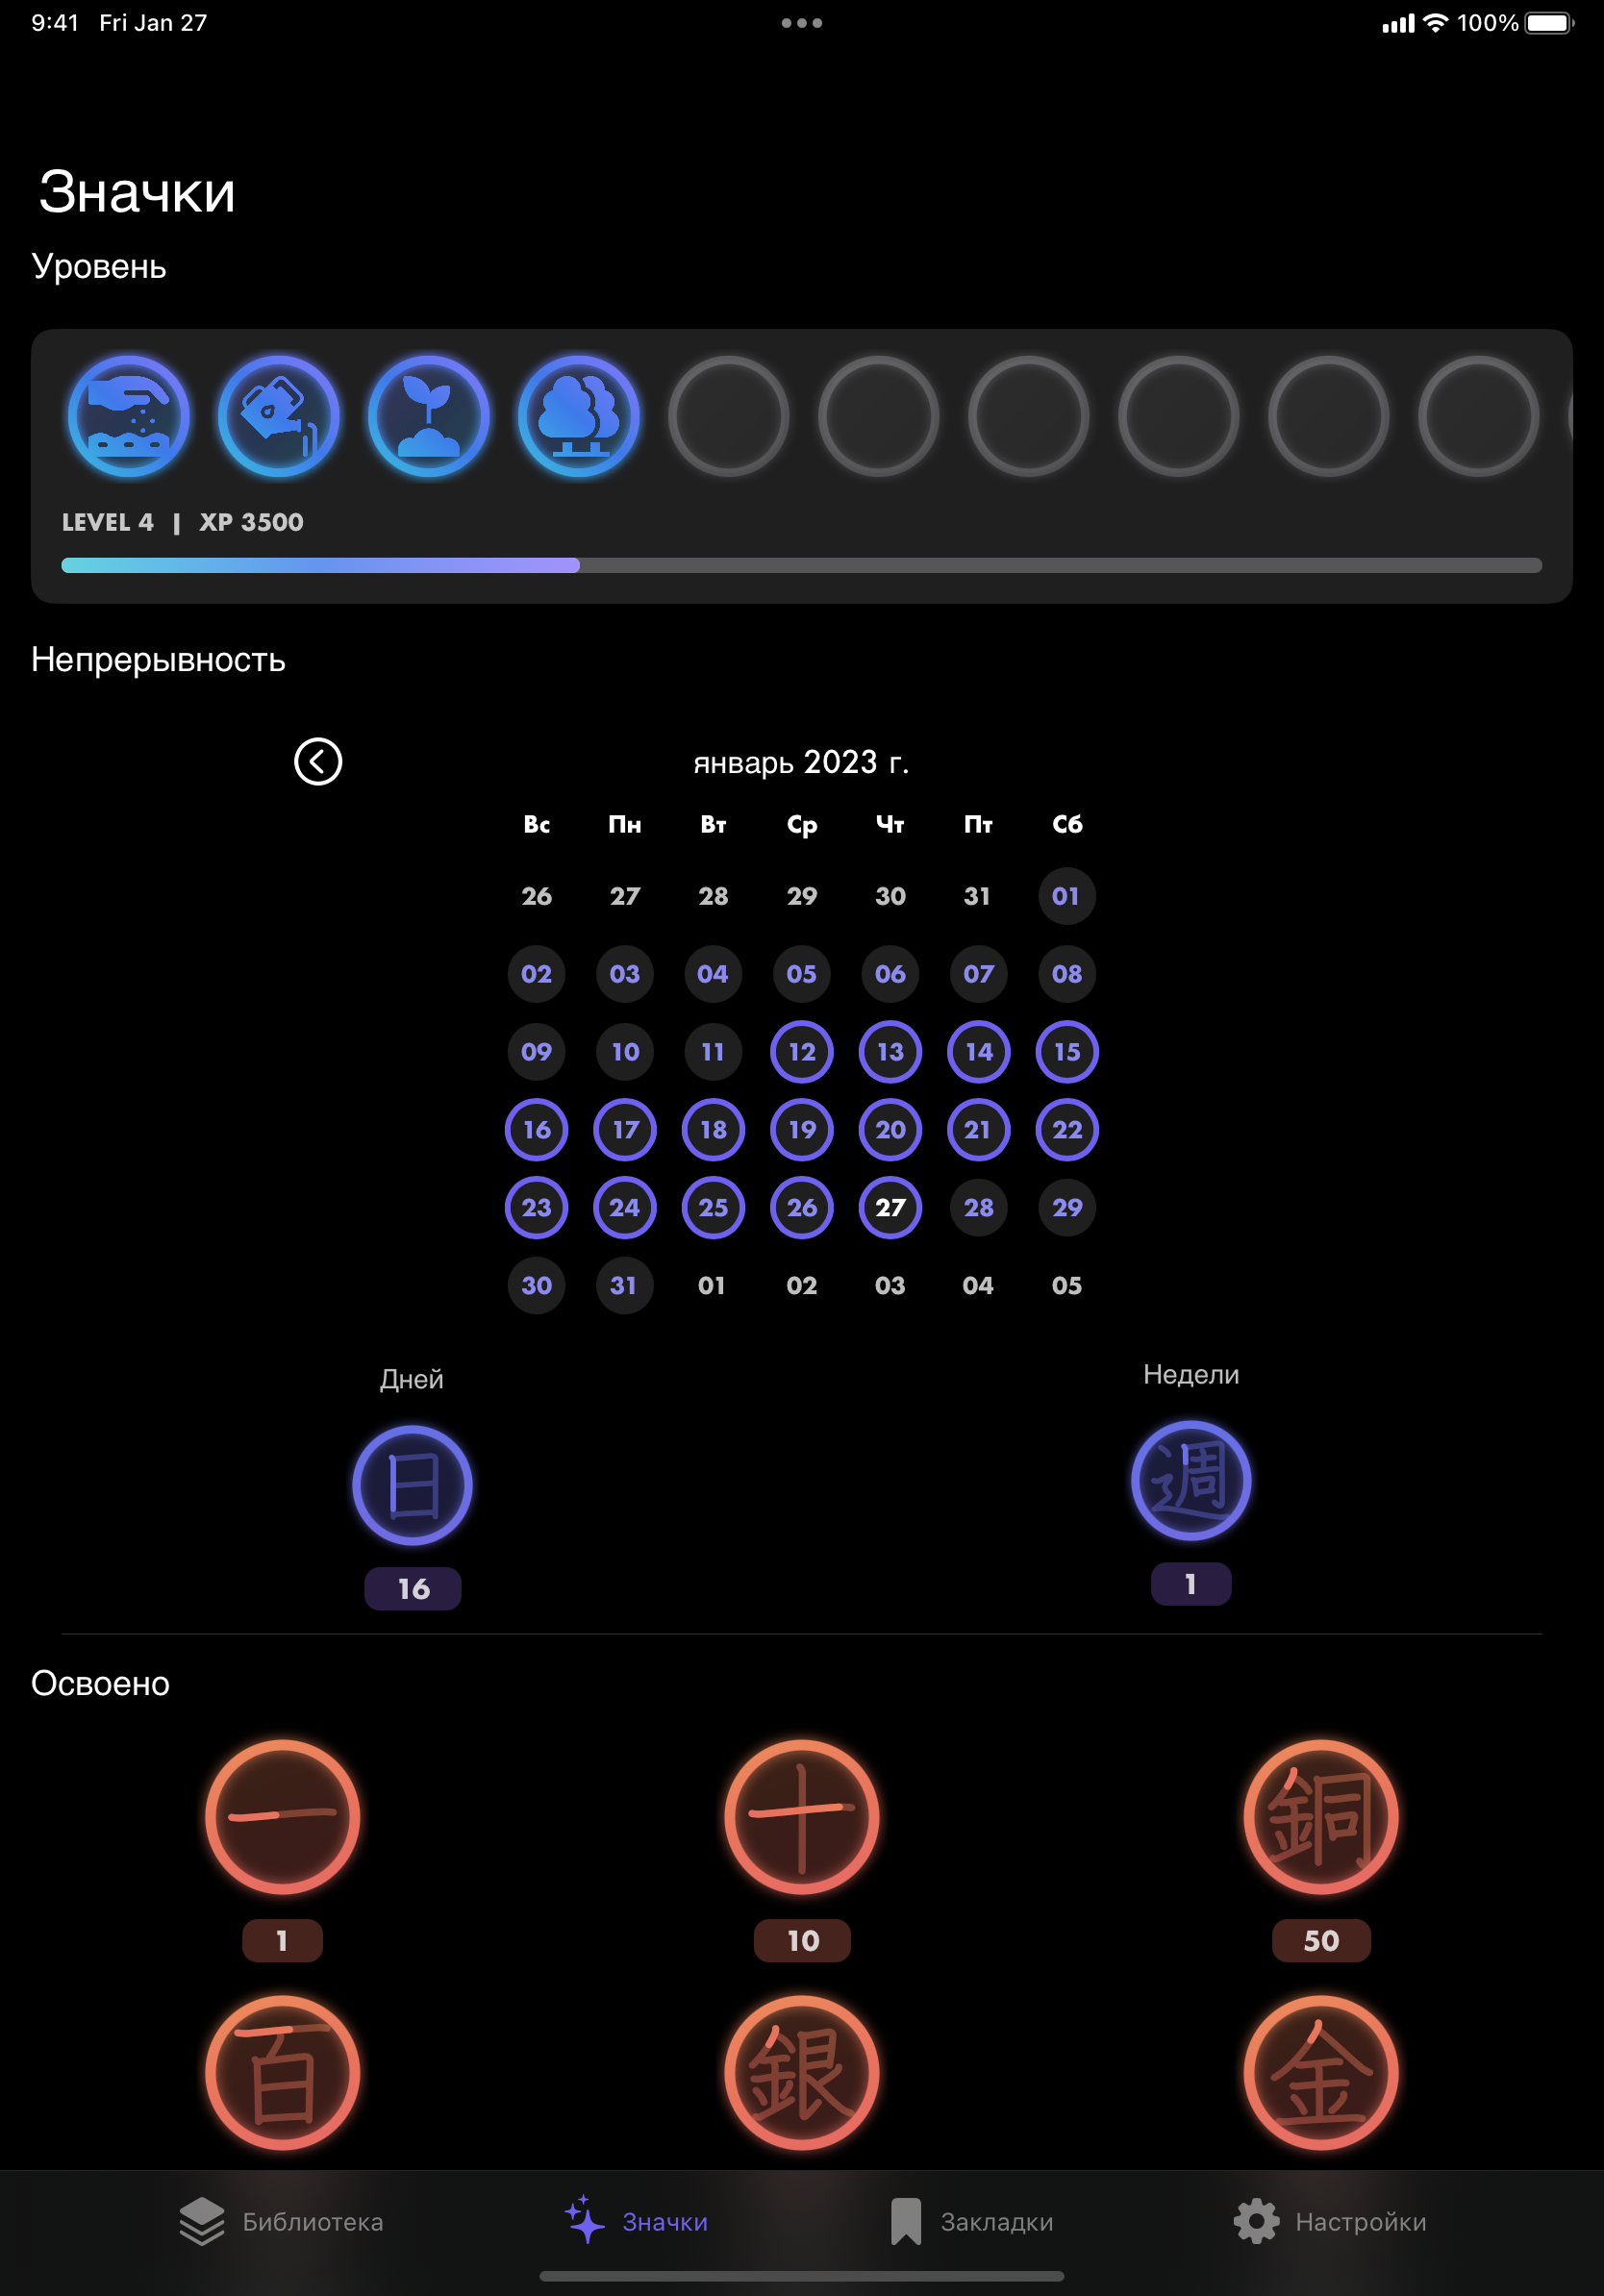 9:41 Fri Jan 27 100%
Значки
Уровень
LEVEL 4 | XP 3500
Непрерывность
январь 2023 г.
Вс Пн Вт Ср Чт Пт Сб
26 27 28 29 30 31 01
02 03 04 05 06 07 08
09 10 11 12 13 14 15
16 17 18 19 20 21 22
23 24 25 26 27 28 29
30 31 01 02 03 04 05
Дней Недели
日 週
16 1
Освоено
一 十 銅
1 10 50
百 銀 金
Библиотека Значки Закладки Настройки